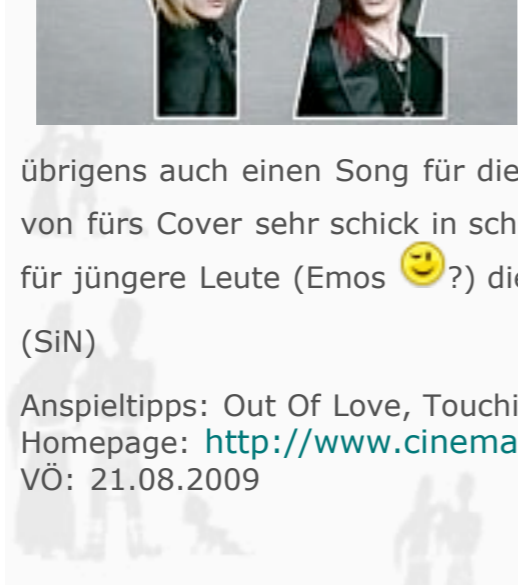 übrigens auch einen Song für die
von fürs Cover sehr schick in sch
für jüngere Leute (Emos ?) die
(SiN)
Anspieltipps: Out Of Love, Touchi
Homepage: http://www.cinema
VÖ: 21.08.2009